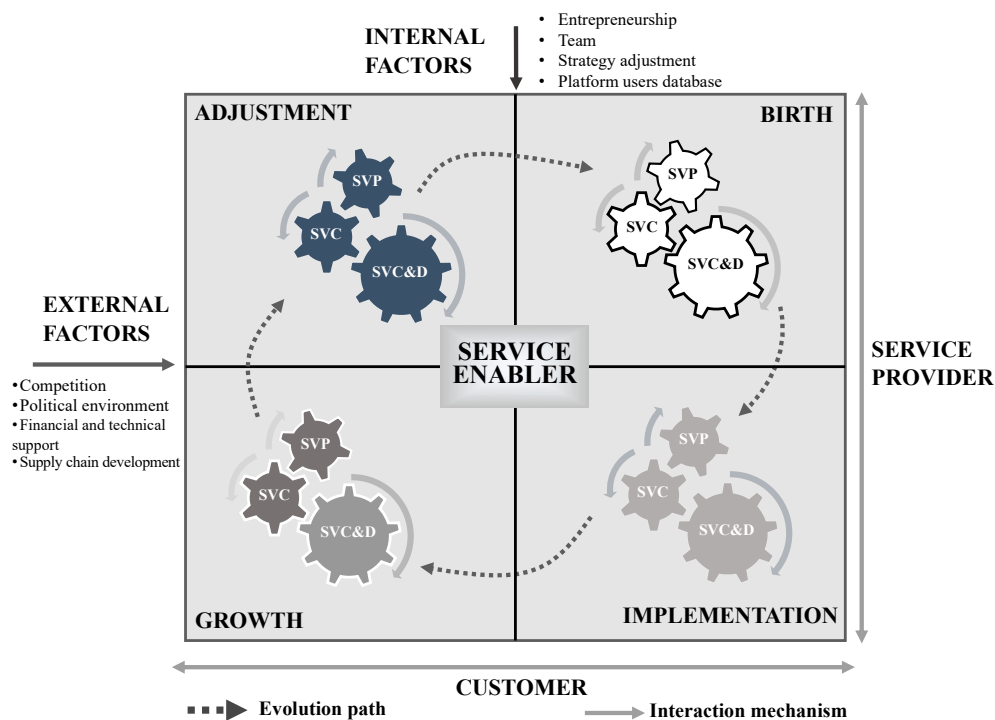 INTERNAL
FACTORS
• Entrepreneurship
• Team
• Strategy adjustment
• Platform users database
ADJUSTMENT
BIRTH
SVP
SVC
SVC&D
SVP
SVC
SVC&D
EXTERNAL
FACTORS
• Competition
• Political environment
• Financial and technical
support
• Supply chain development
SERVICE
ENABLER
SERVICE
PROVIDER
SVP
SVC
SVC&D
SVP
SVC
SVC&D
GROWTH
IMPLEMENTATION
CUSTOMER
Evolution path
Interaction mechanism